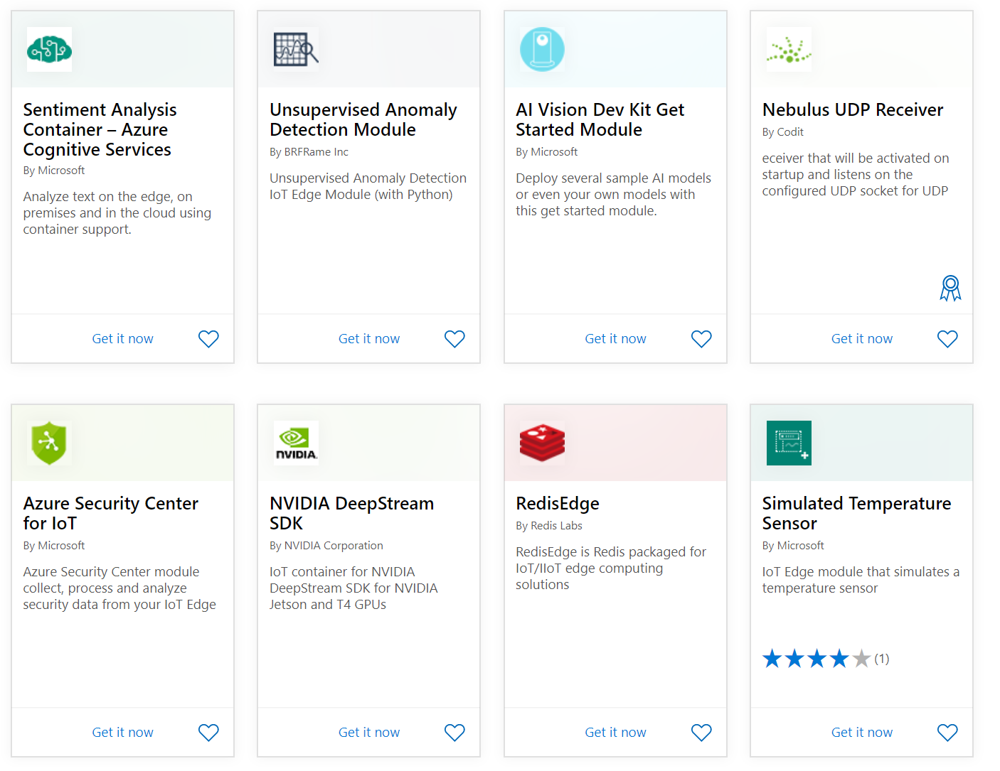 Sentiment Analysis
Container – Azure
Cognitive Services
By Microsoft
Analyze text on the edge, on
premises and in the cloud using
container support.
Get it now
Unsupervised Anomaly
Detection Module
By BRFRame Inc
Unsupervised Anomaly Detection
IoT Edge Module (with Python)
Get it now
AI Vision Dev Kit Get
Started Module
By Microsoft
Deploy several sample AI models
or even your own models with
this get started module.
Get it now
Nebulus UDP Receiver
By Codit
eceiver that will be activated on
startup and listens on the
configured UDP socket for UDP
Get it now
Azure Security Center
for IoT
By Microsoft
Azure Security Center module
collect, process and analyze
security data from your IoT Edge
Get it now
NVIDIA.
NVIDIA DeepStream
SDK
By NVIDIA Corporation
IoT container for NVIDIA
DeepStream SDK for NVIDIA
Jetson and T4 GPUs
Get it now
RedisEdge
By Redis Labs
RedisEdge is Redis packaged for
IoT/IIoT edge computing
solutions
Get it now
Simulated Temperature
Sensor
By Microsoft
IoT Edge module that simulates a
temperature sensor
(1)
Get it now